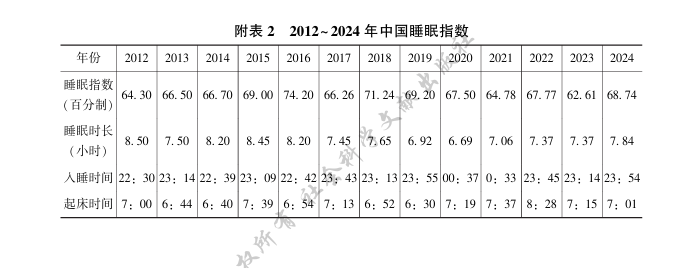 附表2 2012~2024年中国睡眠指数
年份 2012 2013 2014 2015 2016 2017 2018 2019 2020 2021 2022 2023 2024
睡眠指数
(百分制) 64.30 66.50 66.70 69.00 74.20 66.26 71.24 69.20 67.50 64.78 67.77 62.61 68.74
睡眠时长
(小时) 8.50 7.50 8.20 8.45 8.20 7.45 7.65 6.92 6.69 7.06 7.37 7.37 7.84
入睡时间 22：30 23：14 22：39 23：09 22：42 23：43 23：13 23：55 00：37 0：33 23：45 23：14 23：54
起床时间 7：00 6：44 6：40 7：39 6：54 7：13 6：52 6：30 7：19 7：37 8：28 7：15 7：01
权所有 社会科学文献出版社